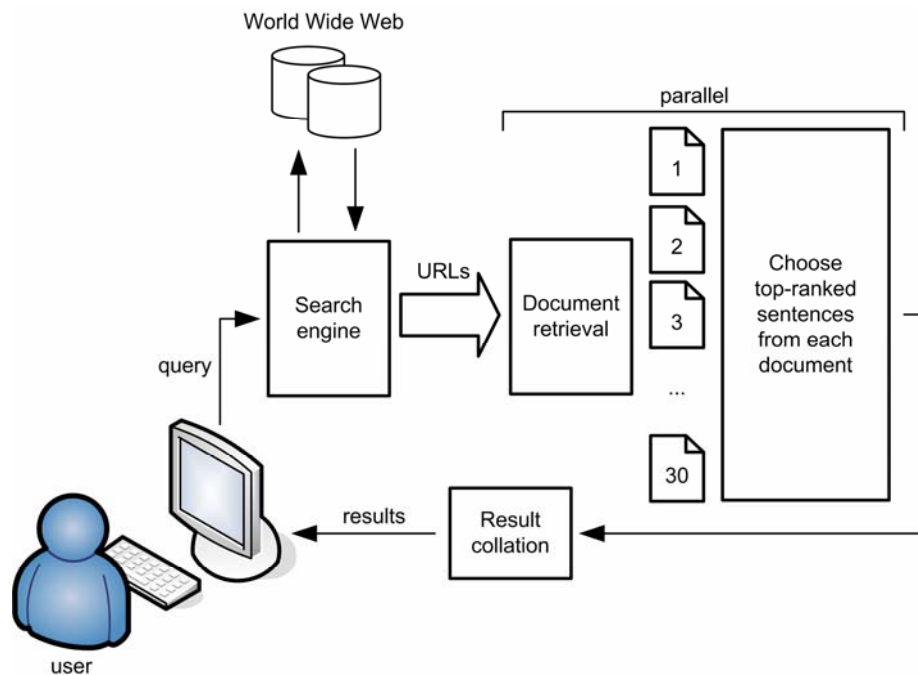 World Wide Web
parallel
1
2
3
...
30
Choose
top-ranked
sentences
from each
document
URLs
Document
retrieval
Search
engine
query
results
Result
collation
user